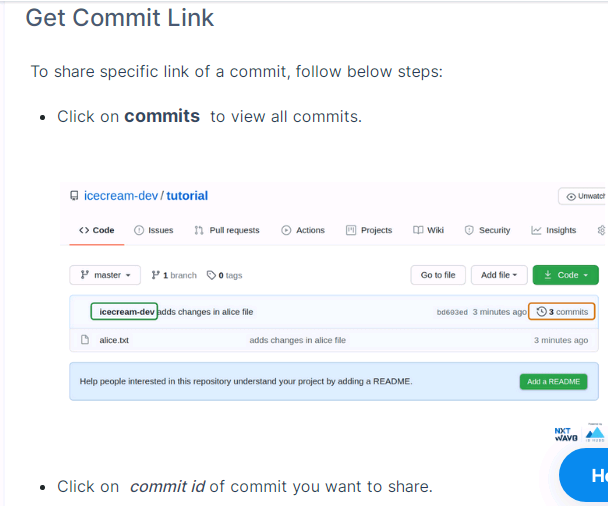 Get Commit Link
To share specific link of a commit, follow below steps:
Click on commits to view all commits.
icecream-dev / tutorial
Unwatch
Code Issues Pull requests Actions Projects Wiki Security Insights
master 1 branch 0 tags Go to file Add file Code
icecream-dev adds changes in alice file bd603ed 3 minutes ago 3 commits
alice.txt adds changes in alice file 3 minutes ago
Help people interested in this repository understand your project by adding a README. Add a README
NXT
WAVE
Click on commit id of commit you want to share.
He